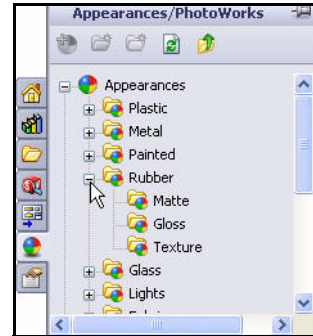 Appearances/PhotoWorks
Appearances
Plastic
Metal
Painted
Rubber
Matte
Gloss
Texture
Glass
Lights